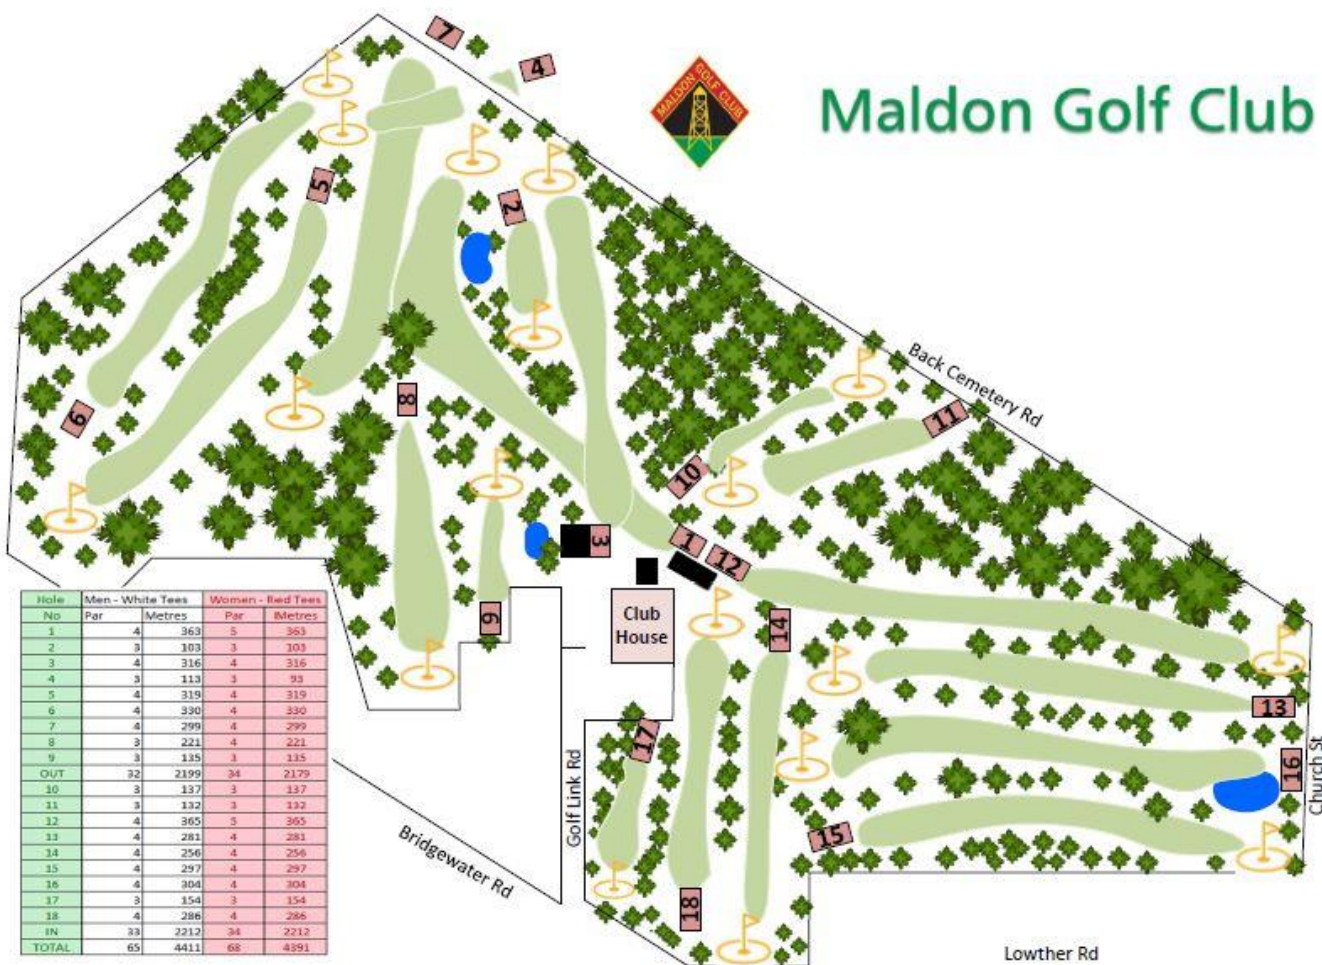 MALDON GOLF CLUB
Maldon Golf Club
7
4
5
2
Back Cemetery Rd
6
8
11
10
3
1
12
9
Club
House
14
13
16
Church St
17
Golf Link Rd
15
18
Bridgewater Rd
Lowther Rd
Hole Men - White Tees Women - Red Tees
No Par Metres Par Metres
1 4 363 5 363
2 3 103 3 103
3 4 316 4 316
4 3 113 3 93
5 4 319 4 319
6 4 330 4 330
7 4 299 4 299
8 3 221 4 221
9 3 135 3 135
OUT 32 2199 34 2179
10 3 137 3 137
11 3 132 3 132
12 4 365 5 365
13 4 281 4 281
14 4 256 4 256
15 4 297 4 297
16 4 304 4 304
17 3 154 3 154
18 4 286 4 286
IN 33 2212 34 2212
TOTAL 65 4411 68 4391